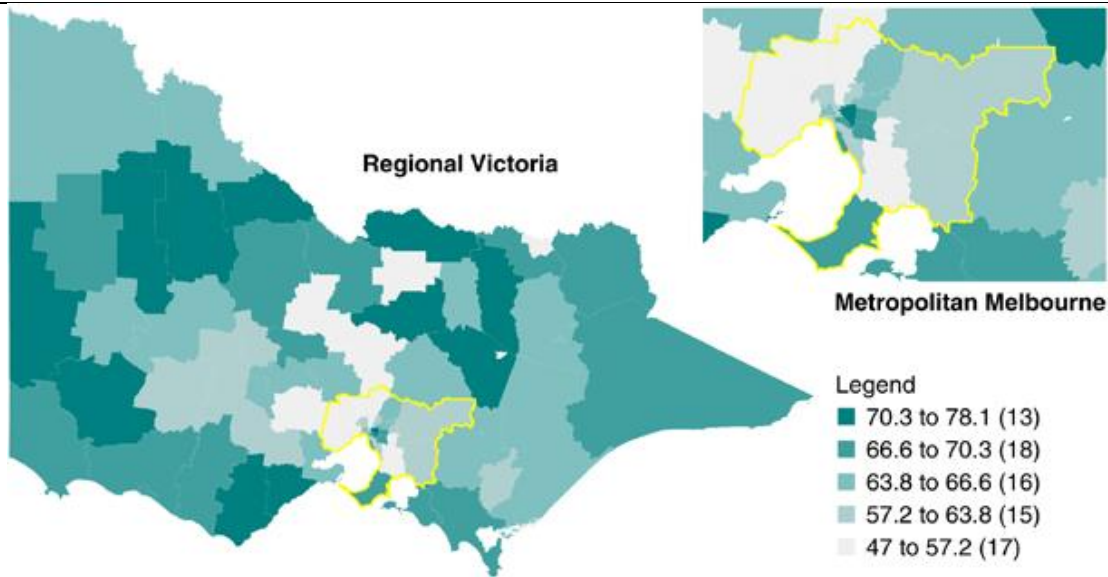 Regional Victoria
Metropolitan Melbourne
Legend
70.3 to 78.1 (13)
66.6 to 70.3 (18)
63.8 to 66.6 (16)
57.2 to 63.8 (15)
47 to 57.2 (17)